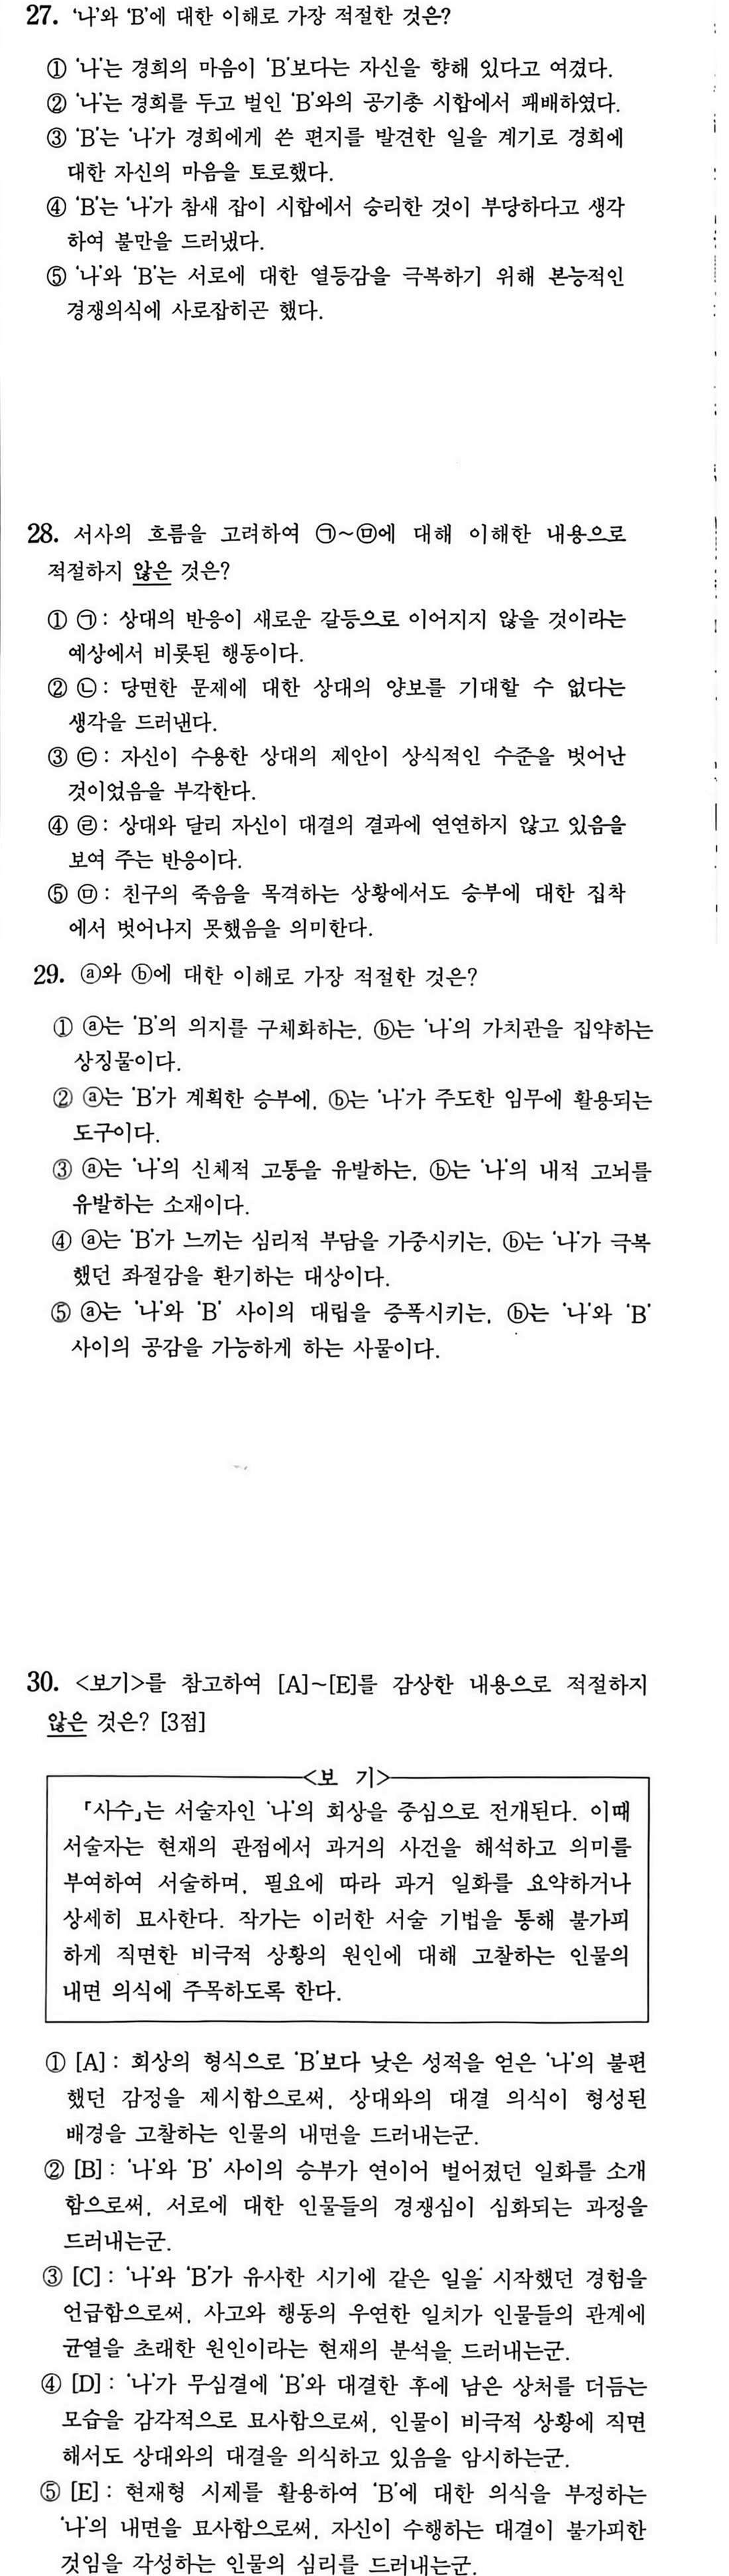 27. ‘나’와 ‘B’에 대한 이해로 가장 적절한 것은?
① ‘나’는 경희의 마음이 ‘B’보다는 자신을 향해 있다고 여겼다.
② ‘나’는 경희를 두고 벌인 ‘B’와의 공기총 시합에서 패배하였다.
③ ‘B’는 ‘나’가 경희에게 쓴 편지를 발견한 일을 계기로 경희에
대한 자신의 마음을 토로했다.
④ ‘B’는 ‘나’가 참새 잡이 시합에서 승리한 것이 부당하다고 생각
하여 불만을 드러냈다.
⑤ ‘나’와 ‘B’는 서로에 대한 열등감을 극복하기 위해 본능적인
경쟁의식에 사로잡히곤 했다.
28. 서사의 흐름을 고려하여 ㉠~㉤에 대해 이해한 내용으로
적절하지 않은 것은?
① ㉠: 상대의 반응이 새로운 갈등으로 이어지지 않을 것이라는
예상에서 비롯된 행동이다.
② ㉡: 당면한 문제에 대한 상대의 양보를 기대할 수 없다는
생각을 드러낸다.
③ ㉢: 자신이 수용한 상대의 제안이 상식적인 수준을 벗어난
것이었음을 부각한다.
④ ㉣: 상대와 달리 자신이 대결의 결과에 연연하지 않고 있음을
보여 주는 반응이다.
⑤ ㉤: 친구의 죽음을 목격하는 상황에서도 승부에 대한 집착
에서 벗어나지 못했음을 의미한다.
29. ⓐ와 ⓑ에 대한 이해로 가장 적절한 것은?
① ⓐ는 ‘B’의 의지를 구체화하는, ⓑ는 ‘나’의 가치관을 집약하는
상징물이다.
② ⓐ는 ‘B’가 계획한 승부에, ⓑ는 ‘나’가 주도한 임무에 활용되는
도구이다.
③ ⓐ는 ‘나’의 신체적 고통을 유발하는, ⓑ는 ‘나’의 내적 고뇌를
유발하는 소재이다.
④ ⓐ는 ‘B’가 느끼는 심리적 부담을 가중시키는, ⓑ는 ‘나’가 극복
했던 좌절감을 환기하는 대상이다.
⑤ ⓐ는 ‘나’와 ‘B’ 사이의 대립을 증폭시키는, ⓑ는 ‘나’와 ‘B’
사이의 공감을 가능하게 하는 사물이다.
30. <보기>를 참고하여 [A]~[E]를 감상한 내용으로 적절하지
않은 것은? [3점]
<보 기>
「사수」는 서술자인 ‘나’의 회상을 중심으로 전개된다. 이때
서술자는 현재의 관점에서 과거의 사건을 해석하고 의미를
부여하여 서술하며, 필요에 따라 과거 일화를 요약하거나
상세히 묘사한다. 작가는 이러한 서술 기법을 통해 불가피
하게 직면한 비극적 상황의 원인에 대해 고찰하는 인물의
내면 의식에 주목하도록 한다.
① [A]: 회상의 형식으로 ‘B’보다 낮은 성적을 얻은 ‘나’의 불편
했던 감정을 제시함으로써, 상대와의 대결 의식이 형성된
배경을 고찰하는 인물의 내면을 드러내는군.
② [B]: ‘나’와 ‘B’ 사이의 승부가 연이어 벌어졌던 일화를 소개
함으로써, 서로에 대한 인물들의 경쟁심이 심화되는 과정을
드러내는군.
③ [C]: ‘나’와 ‘B’가 유사한 시기에 같은 일을 시작했던 경험을
언급함으로써, 사고와 행동의 우연한 일치가 인물들의 관계에
균열을 초래한 원인이라는 현재의 분석을 드러내는군.
④ [D]: ‘나’가 무심결에 ‘B’와 대결한 후에 남은 상처를 더듬는
모습을 감각적으로 묘사함으로써, 인물이 비극적 상황에 직면
해서도 상대와의 대결을 의식하고 있음을 암시하는군.
⑤ [E]: 현재형 시제를 활용하여 ‘B’에 대한 의식을 부정하는
‘나’의 내면을 묘사함으로써, 자신이 수행하는 대결이 불가피한
것임을 각성하는 인물의 심리를 드러내는군.